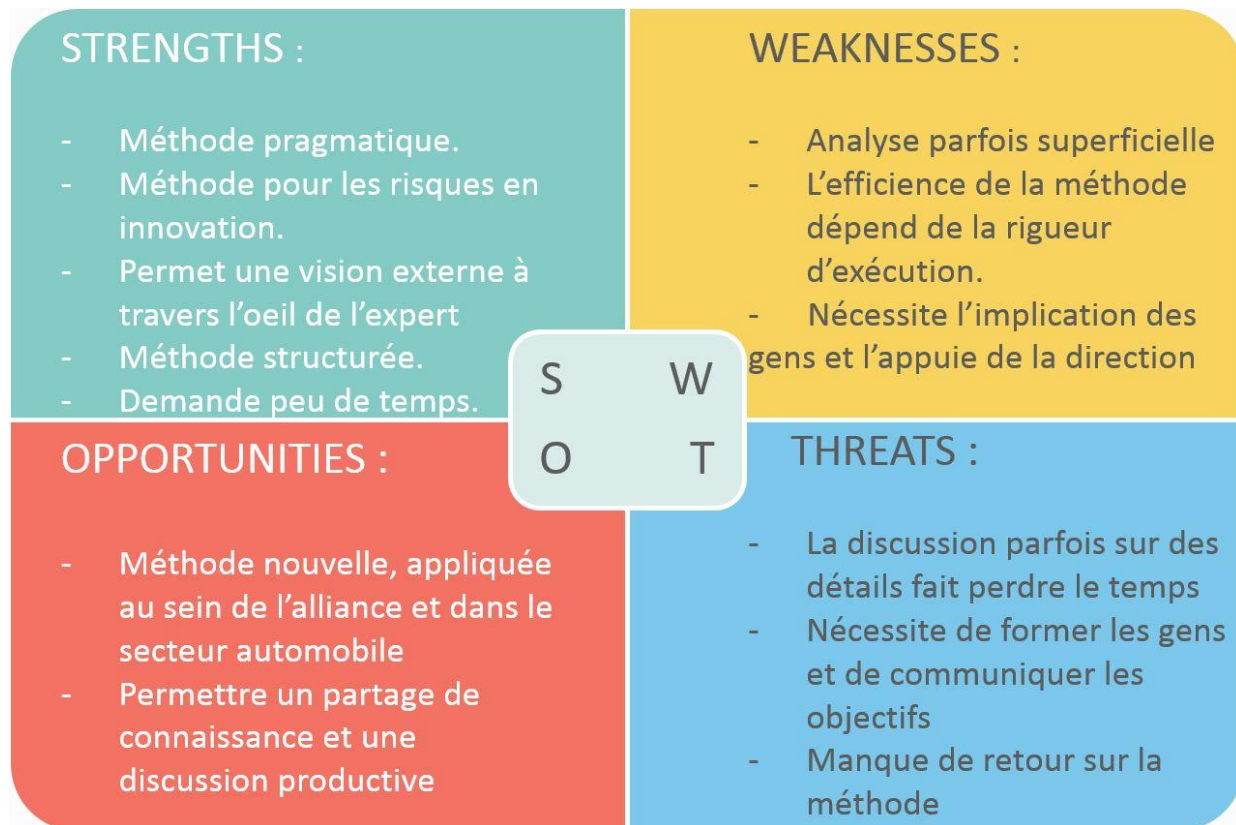 STRENGTHS :
- Méthode pragmatique.
- Méthode pour les risques en
innovation.
- Permet une vision externe à
travers l'oeil de l'expert
- Méthode structurée.
- Demande peu de temps.
WEAKNESSES :
- Analyse parfois superficielle
- L'efficience de la méthode
dépend de la rigueur
d'exécution.
- Nécessite l'implication des
gens et l'appuie de la direction
S W
O T
OPPORTUNITIES :
- Méthode nouvelle, appliquée
au sein de l'alliance et dans le
secteur automobile
- Permettre un partage de
connaissance et une
discussion productive
THREATS :
- La discussion parfois sur des
détails fait perdre le temps
- Nécessite de former les gens
et de communiquer les
objectifs
- Manque de retour sur la
méthode